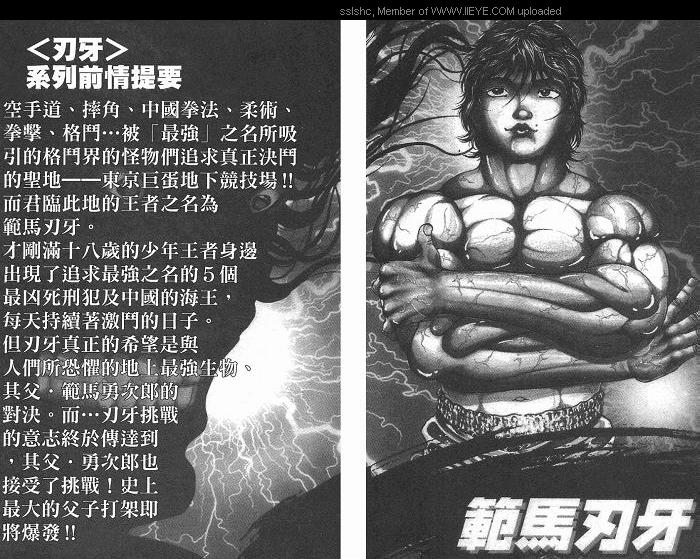 sslshc, Member of WWW.IIEYE.COM uploaded
＜刃牙＞
系列前情提要
空手道、摔角、中國拳法、柔術、
拳擊、格鬥…被「最強」之名所吸
引的格鬥界的怪物們追求真正決鬥
的聖地——東京巨蛋地下競技場!!
而君臨此地的王者之名為
範馬刃牙。
才剛滿十八歲的少年王者身邊
出現了追求最強之名的５個
最凶死刑犯及中國的海王，
每天持續著激鬥的日子。
但刃牙真正的希望是與
人們所恐懼的地上最強生物、
其父．範馬勇次郎的
對決。而…刃牙挑戰
的意志終於傳達到
，其父．勇次郎也
接受了挑戰！史上
最大的父子打架即
將爆發!!
範馬刃牙